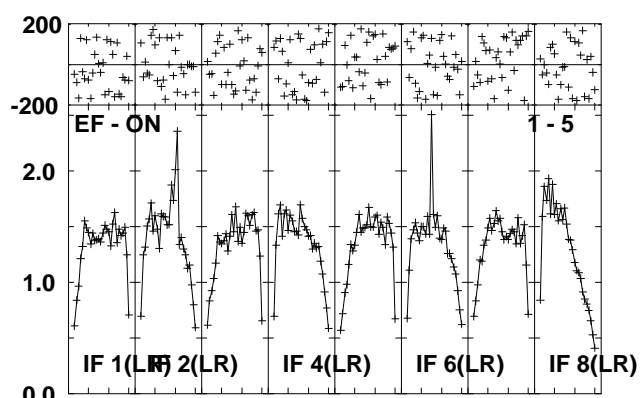 200
-200
EF - ON 1 - 5
2.0
1.0
IF 1(LR) IF 2(LR) IF 4(LR) IF 6(LR) IF 8(LR)
0.0